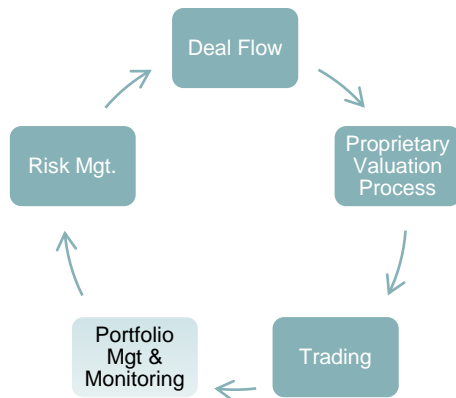 Deal Flow
Proprietary
Valuation
Process
Trading
Portfolio
Mgt &
Monitoring
Risk Mgt.